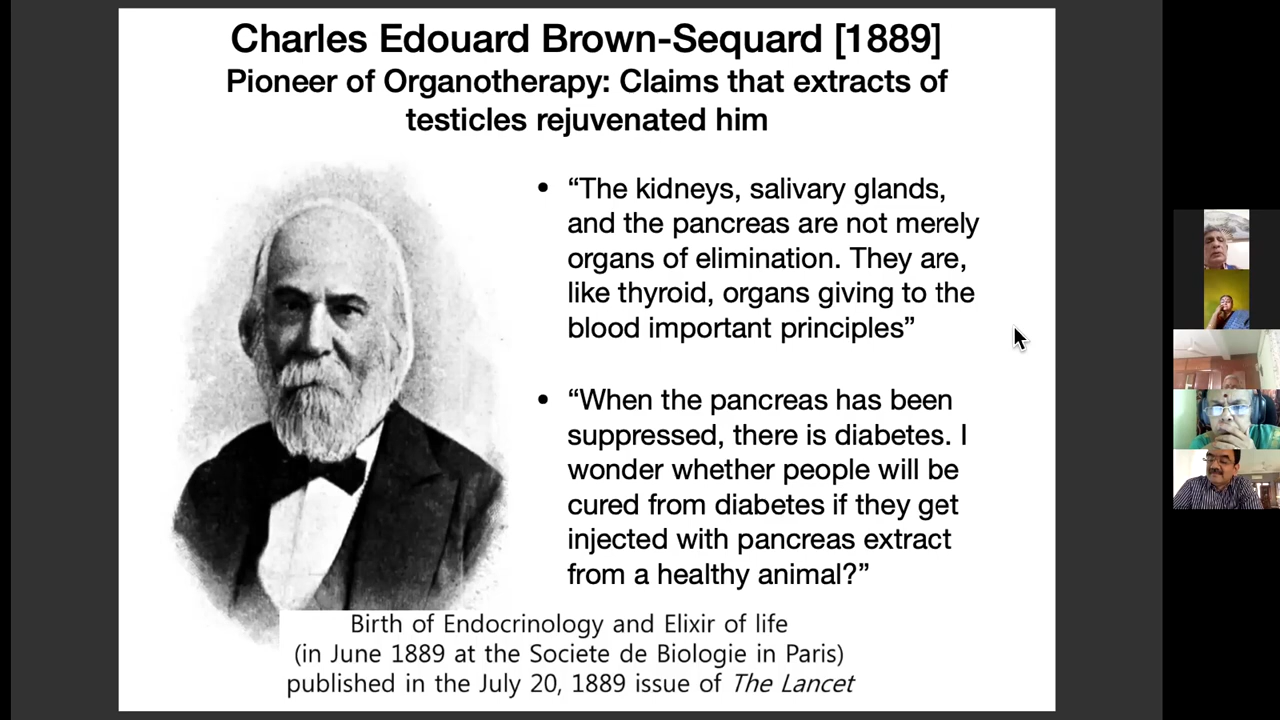 Charles Edouard Brown-Sequard [1889]
Pioneer of Organotherapy: Claims that extracts of
testicles rejuvenated him
• “The kidneys, salivary glands,
and the pancreas are not merely
organs of elimination. They are,
like thyroid, organs giving to the
blood important principles”
• “When the pancreas has been
suppressed, there is diabetes. I
wonder whether people will be
cured from diabetes if they get
injected with pancreas extract
from a healthy animal?”
Birth of Endocrinology and Elixir of life
(in June 1889 at the Societe de Biologie in Paris)
published in the July 20, 1889 issue of The Lancet